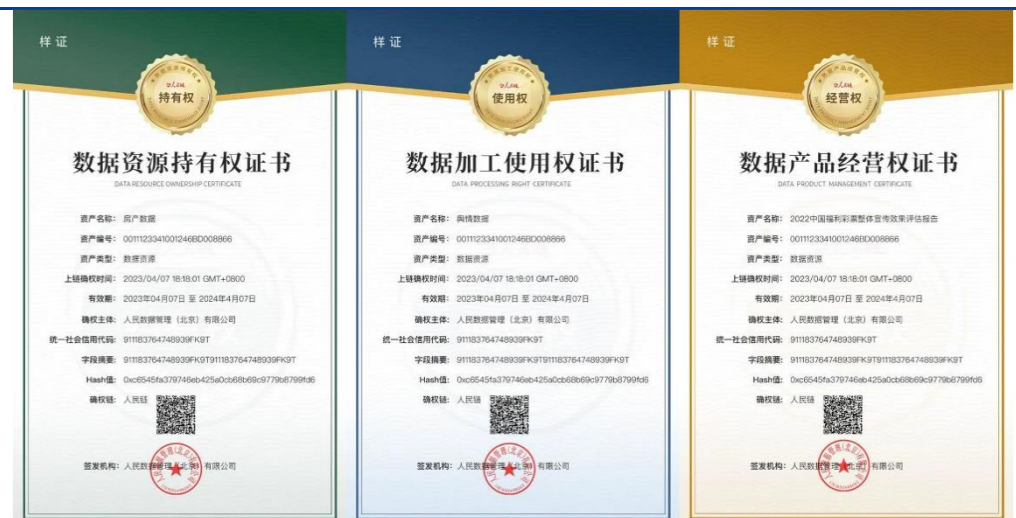 样证
持有权
数据资源持有权证书
DATA RESOURCE OWNERSHIP CERTIFICATE
资产名称: 房产数据
资产编号: 0011123341001246BD008866
资产类型: 数据资源
上链确权时间: 2023/04/07 18:18:01 GMT+0800
有效期: 2023年04月07日 至 2024年4月07日
确权主体: 人民数据管理（北京）有限公司
统一社会信用代码: 911183764748939FK9T
字段摘要: 911183764748939FK9T911183764748939FK9T
Hash值: 0xc6545fa379746eb425a0cb68b69c9779b8799fd6
确权链: 人民链
签发机构: 人民数据管理（北京）有限公司
样证
使用权
数据加工使用权证书
DATA PROCESSING RIGHT CERTIFICATE
资产名称: 舆情数据
资产编号: 0011123341001246BD008866
资产类型: 数据资源
上链确权时间: 2023/04/07 18:18:01 GMT+0800
有效期: 2023年04月07日 至 2024年4月07日
确权主体: 人民数据管理（北京）有限公司
统一社会信用代码: 911183764748939FK9T
字段摘要: 911183764748939FK9T911183764748939FK9T
Hash值: 0xc6545fa379746eb425a0cb68b69c9779b8799fd6
确权链: 人民链
签发机构: 人民数据管理（北京）有限公司
样证
经营权
数据产品经营权证书
DATA PRODUCT MANAGEMENT CERTIFICATE
资产名称: 2022中国福利彩票整体宣传效果评估报告
资产编号: 0011123341001246BD008866
资产类型: 数据资源
上链确权时间: 2023/04/07 18:18:01 GMT+0800
有效期: 2023年04月07日 至 2024年4月07日
确权主体: 人民数据管理（北京）有限公司
统一社会信用代码: 911183764748939FK9T
字段摘要: 911183764748939FK9T911183764748939FK9T
Hash值: 0xc6545fa379746eb425a0cb68b69c9779b8799fd6
确权链: 人民链
签发机构: 人民数据管理（北京）有限公司